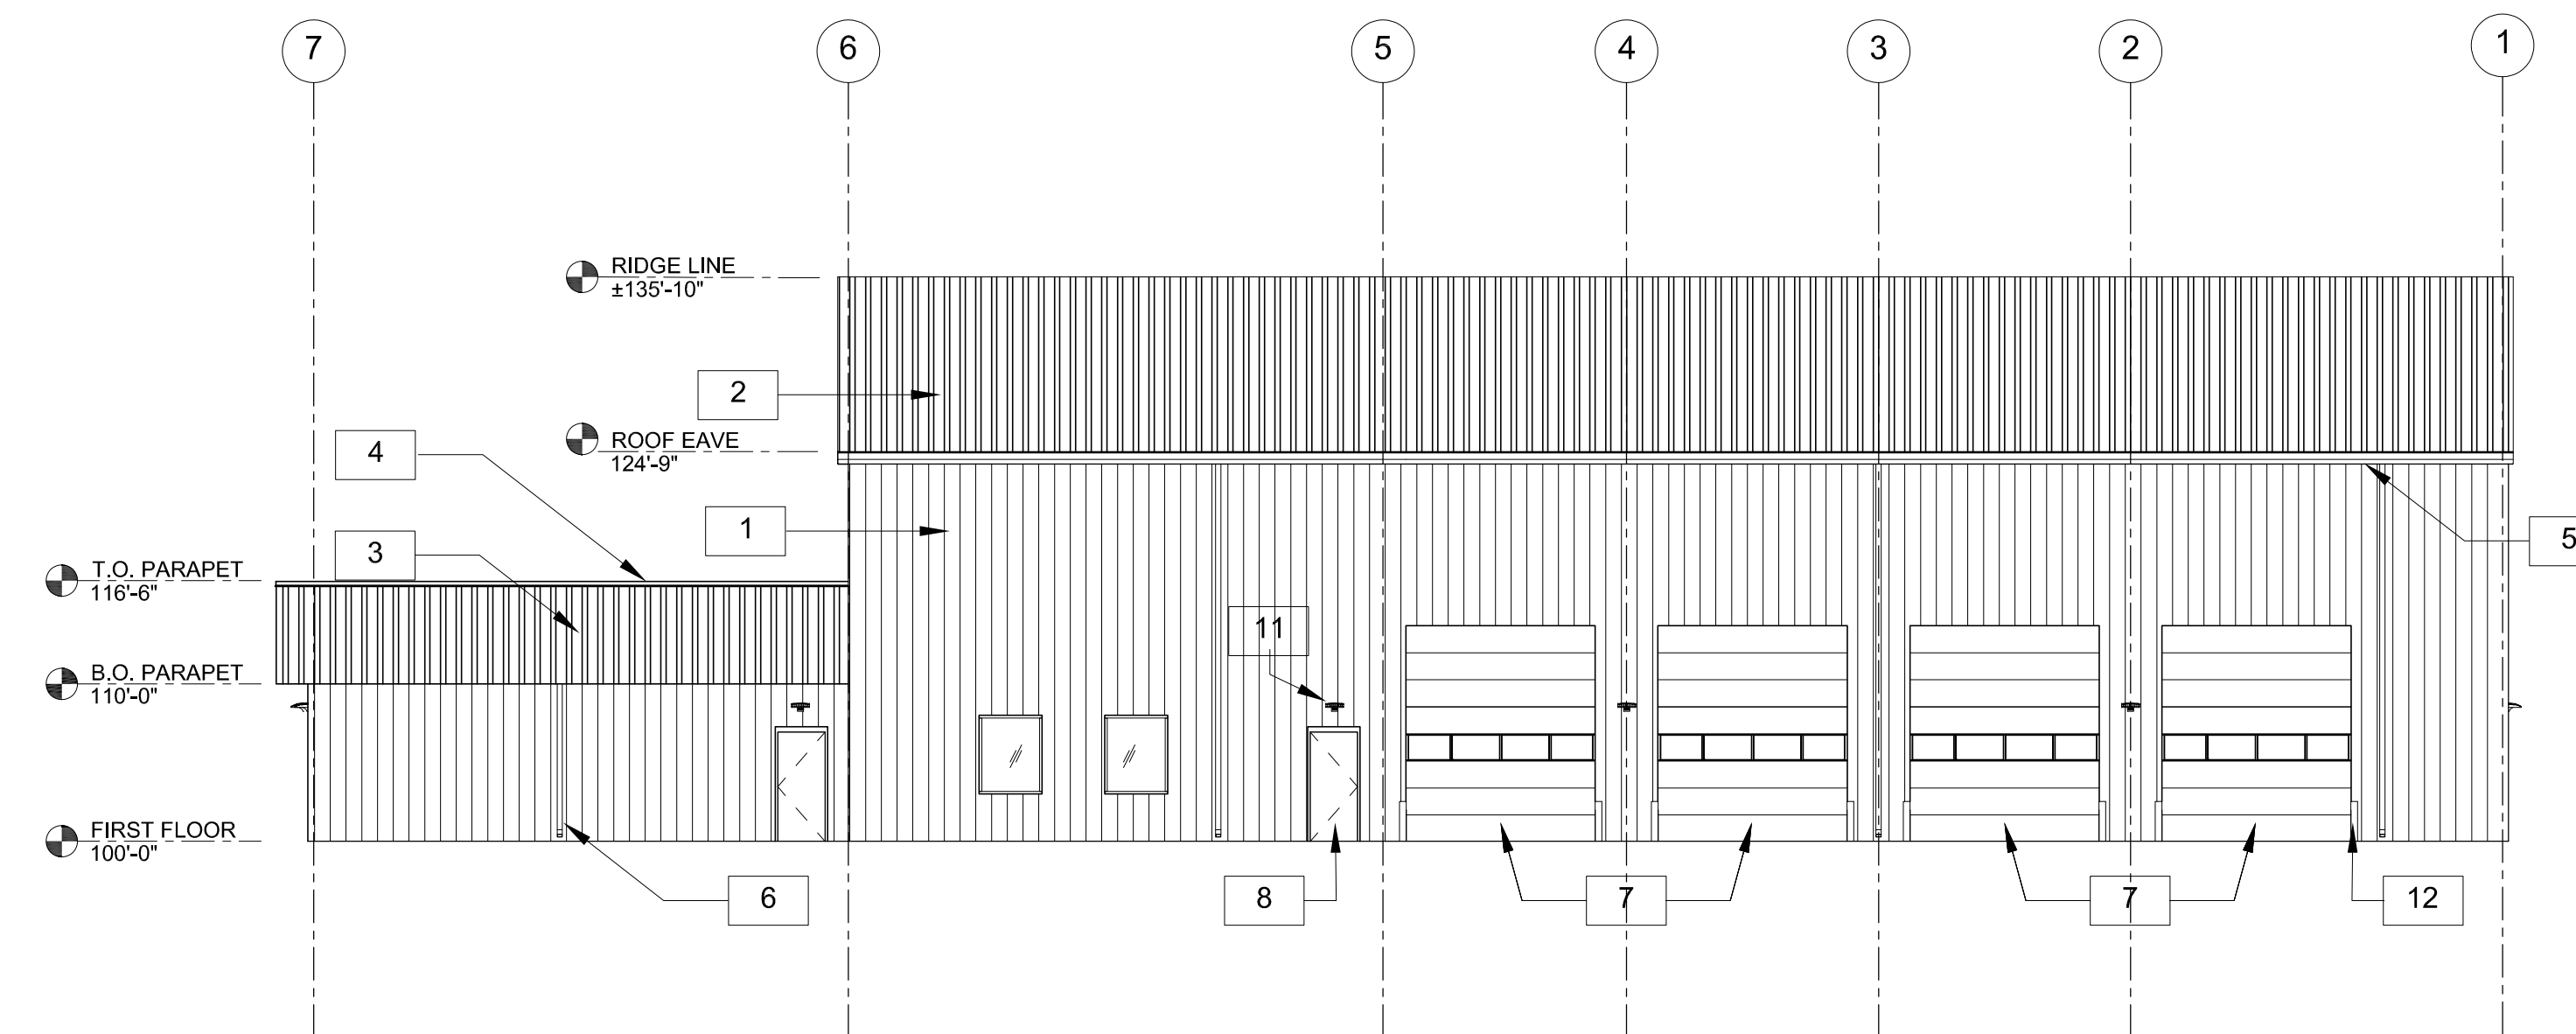 7 6 5 4 3 2 1
RIDGE LINE
±135'-10"
2
ROOF EAVE
124'-9"
4
1
5
3
T.O. PARAPET
116'-6"
11
B.O. PARAPET
110'-0"
FIRST FLOOR
100'-0"
6 8 7 7 12